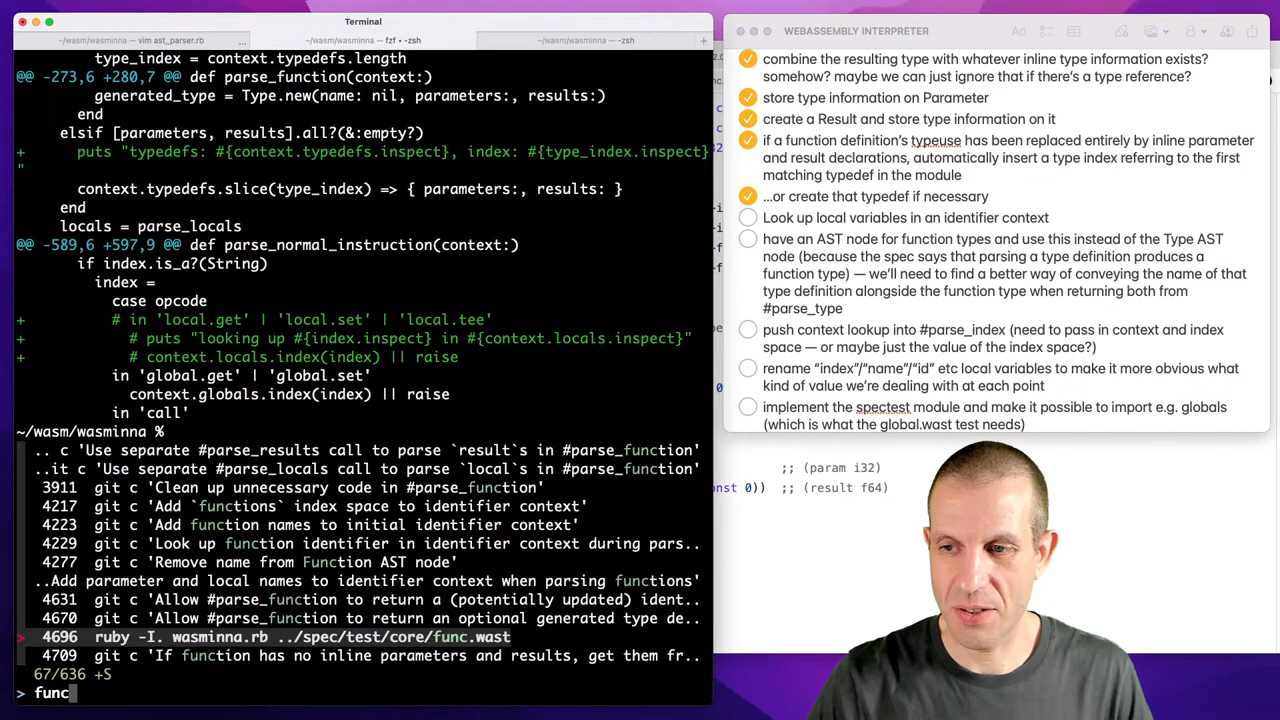 Terminal
~/wasm/wasminna — vim ast_parser.rb
...
~/wasm/wasminna — fzf • -zsh
~/wasm/wasminna — -zsh
+
type_index = context.typedefs.length
@@ -273,6 +280,7 @@ def parse_function(context:)
generated_type = Type.new(name: nil, parameters:, results:)
end
elsif [parameters, results].all?(&:empty?)
+ puts "typedefs: #{context.typedefs.inspect}, index: #{type_index.inspect}
"
context.typedefs.slice(type_index) => { parameters:, results: }
end
locals = parse_locals
@@ -589,6 +597,9 @@ def parse_normal_instruction(context:)
if index.is_a?(String)
index =
case opcode
+ # in 'local.get' | 'local.set' | 'local.tee'
+ # puts "looking up #{index.inspect} in #{context.locals.inspect}"
+ # context.locals.index(index) || raise
in 'global.get' | 'global.set'
context.globals.index(index) || raise
in 'call'
~/wasm/wasminna %
.. c 'Use separate #parse_results call to parse `result`s in #parse_function'
..it c 'Use separate #parse_locals call to parse `local`s in #parse_function'
3911 git c 'Clean up unnecessary code in #parse_function'
4217 git c 'Add `functions` index space to identifier context'
4223 git c 'Add function names to initial identifier context'
4229 git c 'Look up function identifier in identifier context during pars..
4277 git c 'Remove name from Function AST node'
..Add parameter and local names to identifier context when parsing functions'
4631 git c 'Allow #parse_function to return a (potentially updated) ident..
4670 git c 'Allow #parse_function to return an optional generated type de..
> 4696 ruby -I. wasminna.rb ../spec/test/core/func.wast
4709 git c 'If function has no inline parameters and results, get them fr..
67/636 +S
> func
WEBASSEMBLY INTERPRETER
Aa
combine the resulting type with whatever inline type information exists?
somehow? maybe we can just ignore that if there's a type reference?
store type information on Parameter
create a Result and store type information on it
if a function definition's typeuse has been replaced entirely by inline parameter
and result declarations, automatically insert a type index referring to the first
matching typedef in the module
…or create that typedef if necessary
Look up local variables in an identifier context
have an AST node for function types and use this instead of the Type AST
node (because the spec says that parsing a type definition produces a
function type) — we'll need to find a better way of conveying the name of that
type definition alongside the function type when returning both from
#parse_type
push context lookup into #parse_index (need to pass in context and index
space — or maybe just the value of the index space?)
rename “index”/“name”/“id” etc local variables to make it more obvious what
kind of value we're dealing with at each point
implement the spectest module and make it possible to import e.g. globals
(which is what the global.wast test needs)
;; (param i32)
onst 0)) ;; (result f64)